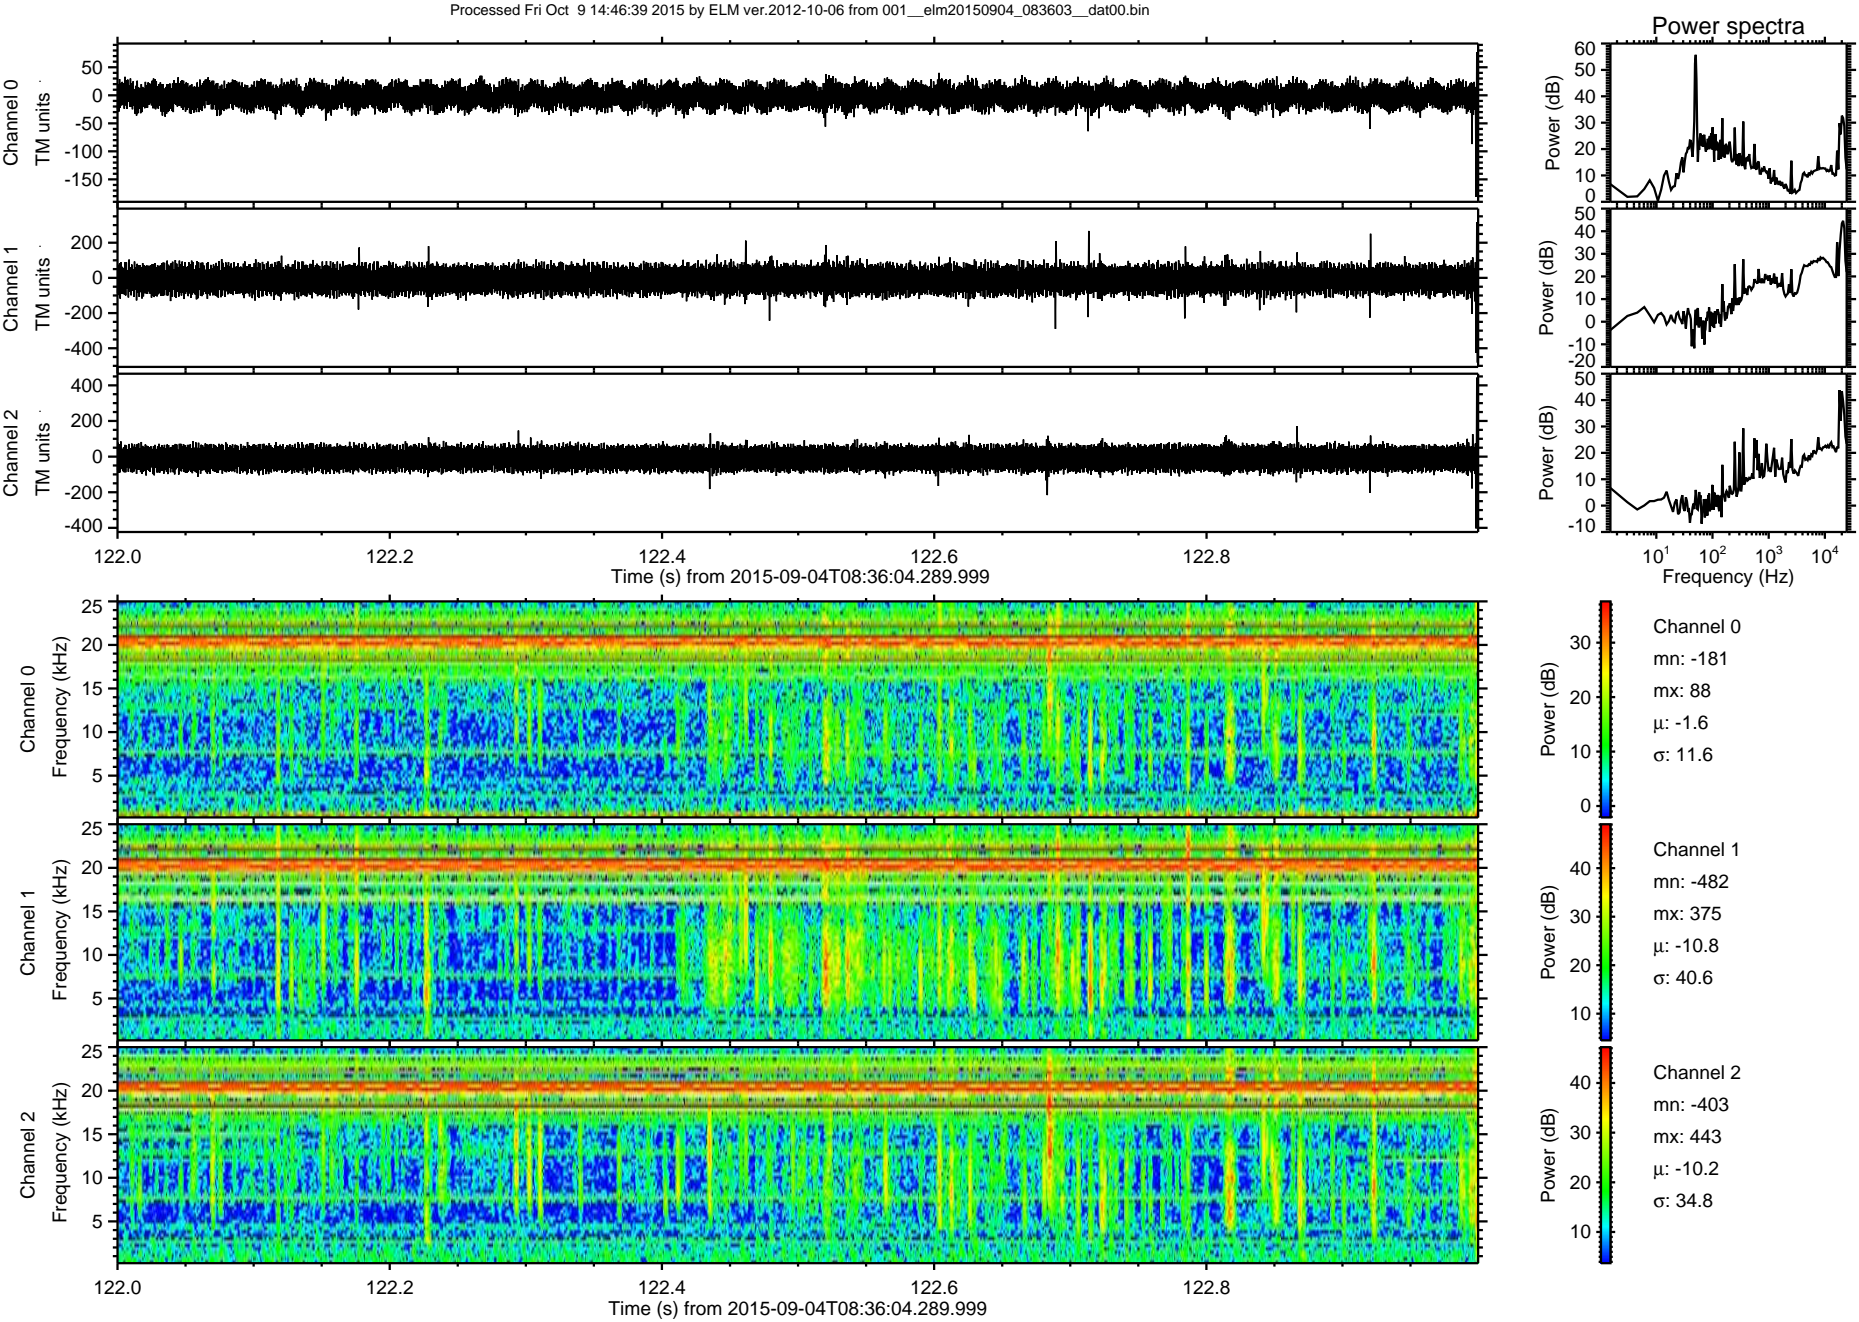 Processed Fri Oct  9 14:46:39 2015 by ELM ver.2012-10-06 from 001__elm20150904_083603__dat00.bin
Power spectra
Channel 0
TM units
50
0
-50
-100
-150
Power (dB)
60
50
40
30
20
10
0
Channel 1
TM units
200
0
-200
-400
Power (dB)
50
40
30
20
10
0
-10
-20
Channel 2
TM units
400
200
0
-200
-400
Power (dB)
50
40
30
20
10
0
-10
122.0 122.2 122.4 122.6 122.8
Time (s) from 2015-09-04T08:36:04.289.999
10^1 10^2 10^3 10^4
Frequency (Hz)
Channel 0
Frequency (kHz)
25
20
15
10
5
Power (dB)
30
20
10
0
Channel 0
mn: -181
mx: 88
μ: -1.6
σ: 11.6
Channel 1
Frequency (kHz)
25
20
15
10
5
Power (dB)
40
30
20
10
Channel 1
mn: -482
mx: 375
μ: -10.8
σ: 40.6
Channel 2
Frequency (kHz)
25
20
15
10
5
Power (dB)
40
30
20
10
Channel 2
mn: -403
mx: 443
μ: -10.2
σ: 34.8
122.0 122.2 122.4 122.6 122.8
Time (s) from 2015-09-04T08:36:04.289.999